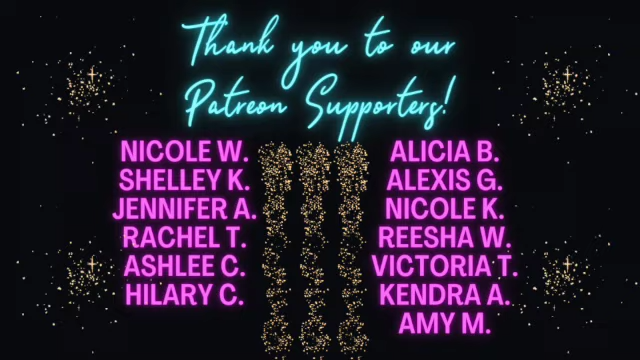 Thank you to our
Patreon Supporters!
NICOLE W.
SHELLEY K.
JENNIFER A.
RACHEL T.
ASHLEE C.
HILARY C.
ALICIA B.
ALEXIS G.
NICOLE K.
REESHA W.
VICTORIA T.
KENDRA A.
AMY M.